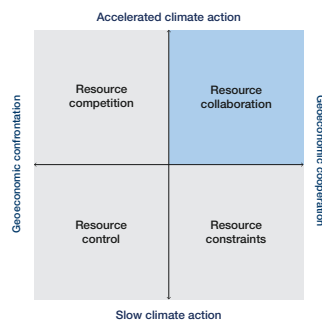 Accelerated climate action
Geoeconomic confrontation
Resource
competition
Resource
collaboration
Geoeconomic cooperation
Resource
control
Resource
constraints
Slow climate action